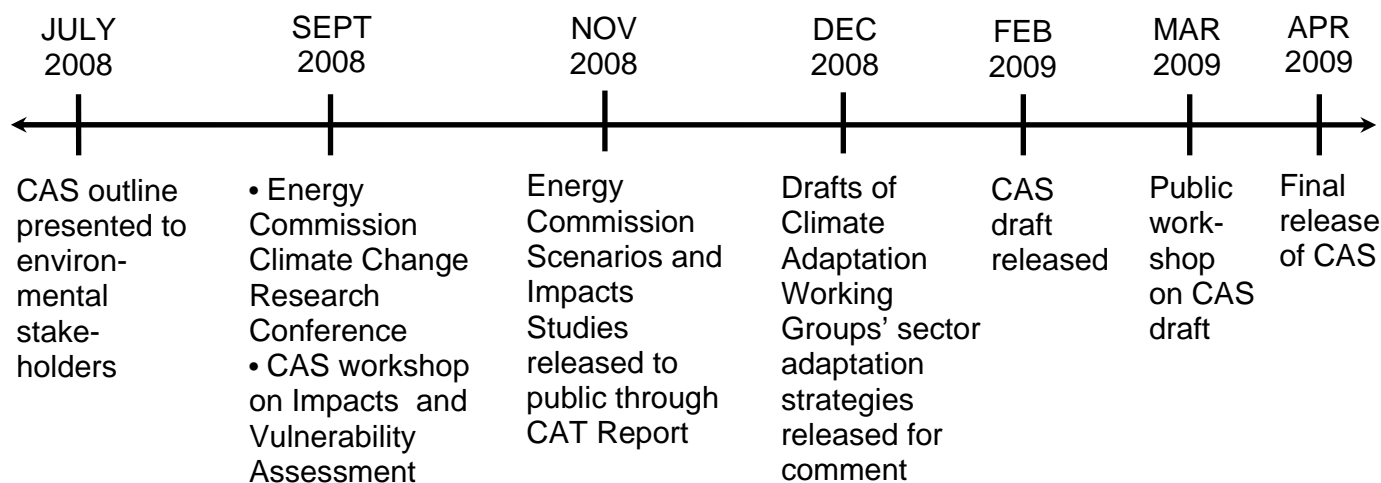 JULY
2008
SEPT
2008
NOV
2008
DEC
2008
FEB
2009
MAR
2009
APR
2009
CAS outline
presented to
environ-
mental
stake-
holders
• Energy
Commission
Climate Change
Research
Conference
• CAS workshop
on Impacts and
Vulnerability
Assessment
Energy
Commission
Scenarios and
Impacts
Studies
released to
public through
CAT Report
Drafts of
Climate
Adaptation
Working
Groups’ sector
adaptation
strategies
released for
comment
CAS
draft
released
Public
work-
shop
on CAS
draft
Final
release
of CAS